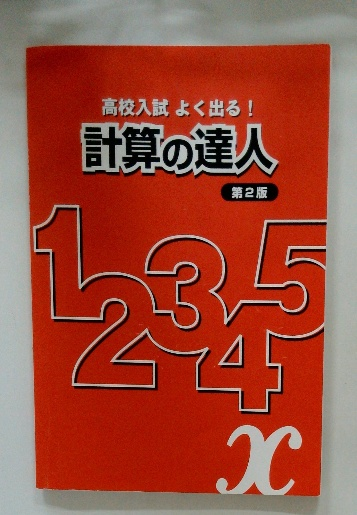 高校入試 よく出る！
計算の達人
第2版
1 2 3 4 5
x